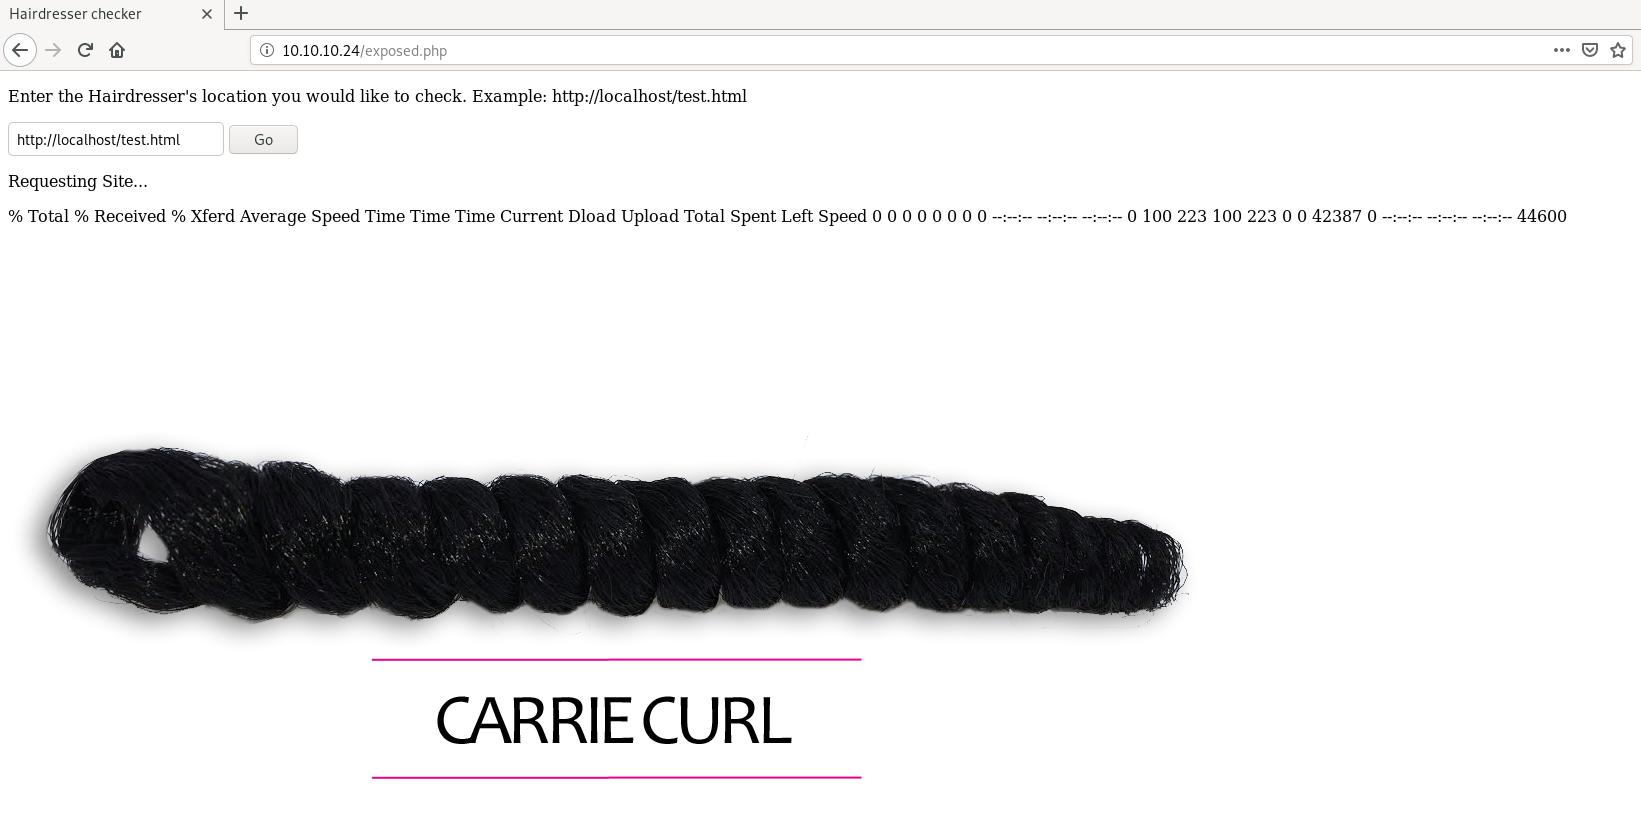 Hairdresser checker
10.10.10.24/exposed.php
Enter the Hairdresser's location you would like to check. Example: http://localhost/test.html
http://localhost/test.html Go
Requesting Site...
% Total % Received % Xferd Average Speed Time Time Time Current Dload Upload Total Spent Left Speed 0 0 0 0 0 0 0 0 --:--:-- --:--:-- --:--:-- 0 100 223 100 223 0 0 42387 0 --:--:-- --:--:-- --:--:-- 44600
CARRIE CURL